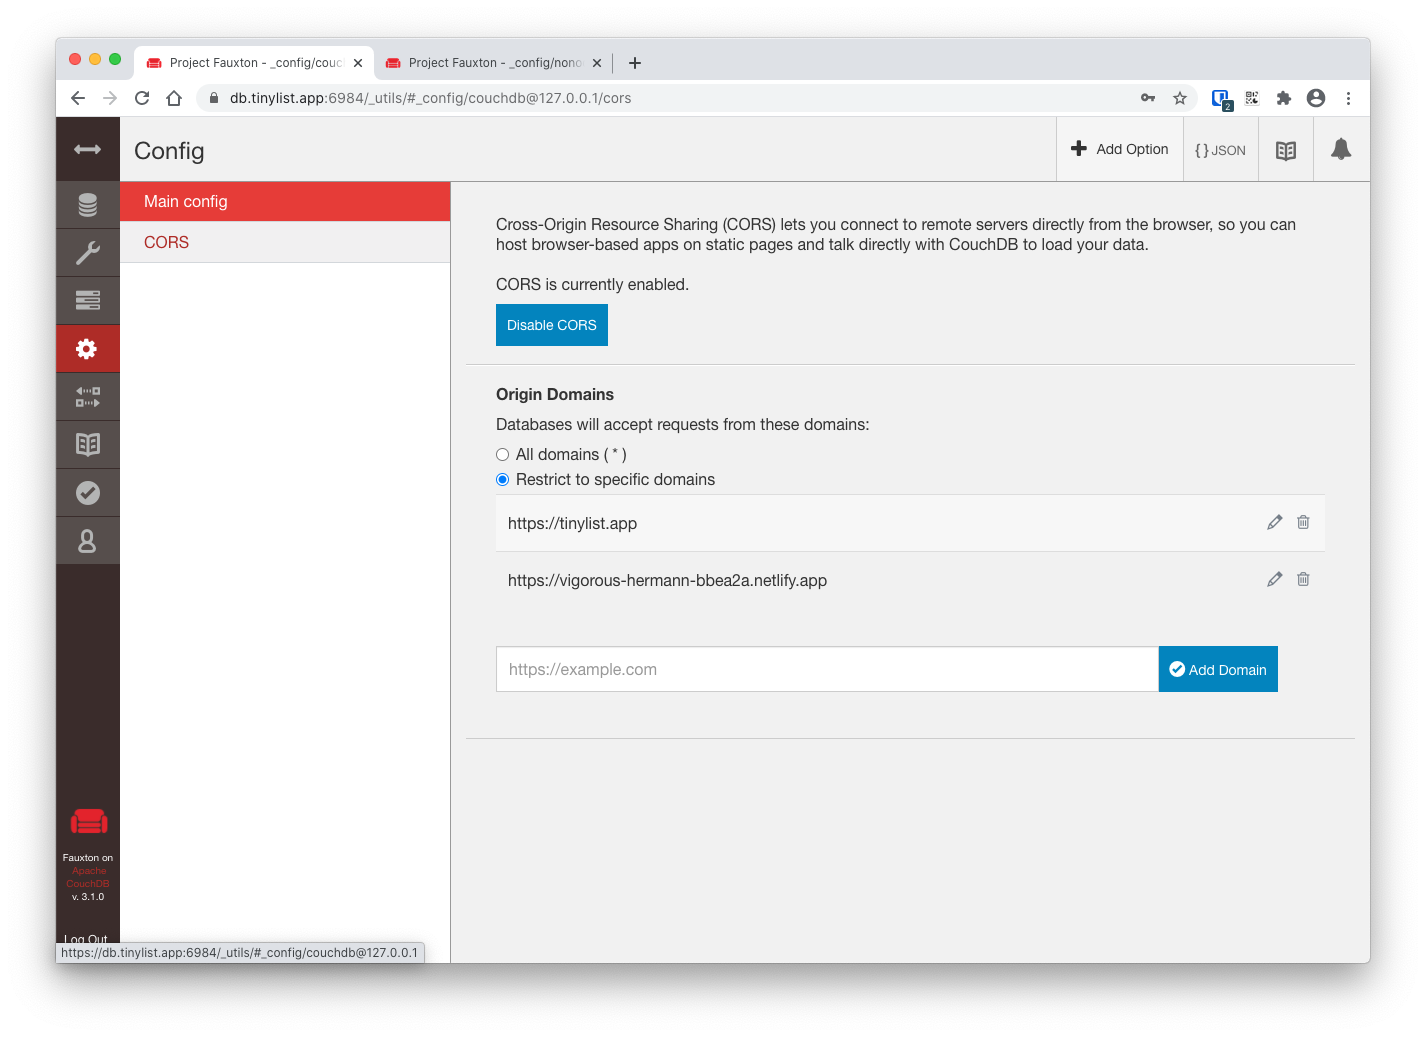 Project Fauxton - _config/couc
Project Fauxton - _config/nono
db.tinylist.app:6984/_utils/#_config/couchdb@127.0.0.1/cors
2
Config
Add Option
{ } JSON
Main config
CORS
Cross-Origin Resource Sharing (CORS) lets you connect to remote servers directly from the browser, so you can
host browser-based apps on static pages and talk directly with CouchDB to load your data.
CORS is currently enabled.
Disable CORS
Origin Domains
Databases will accept requests from these domains:
All domains ( * )
Restrict to specific domains
https://tinylist.app
https://vigorous-hermann-bbea2a.netlify.app
https://example.com
Add Domain
Fauxton on
Apache
CouchDB
v. 3.1.0
Log Out
https://db.tinylist.app:6984/_utils/#_config/couchdb@127.0.0.1